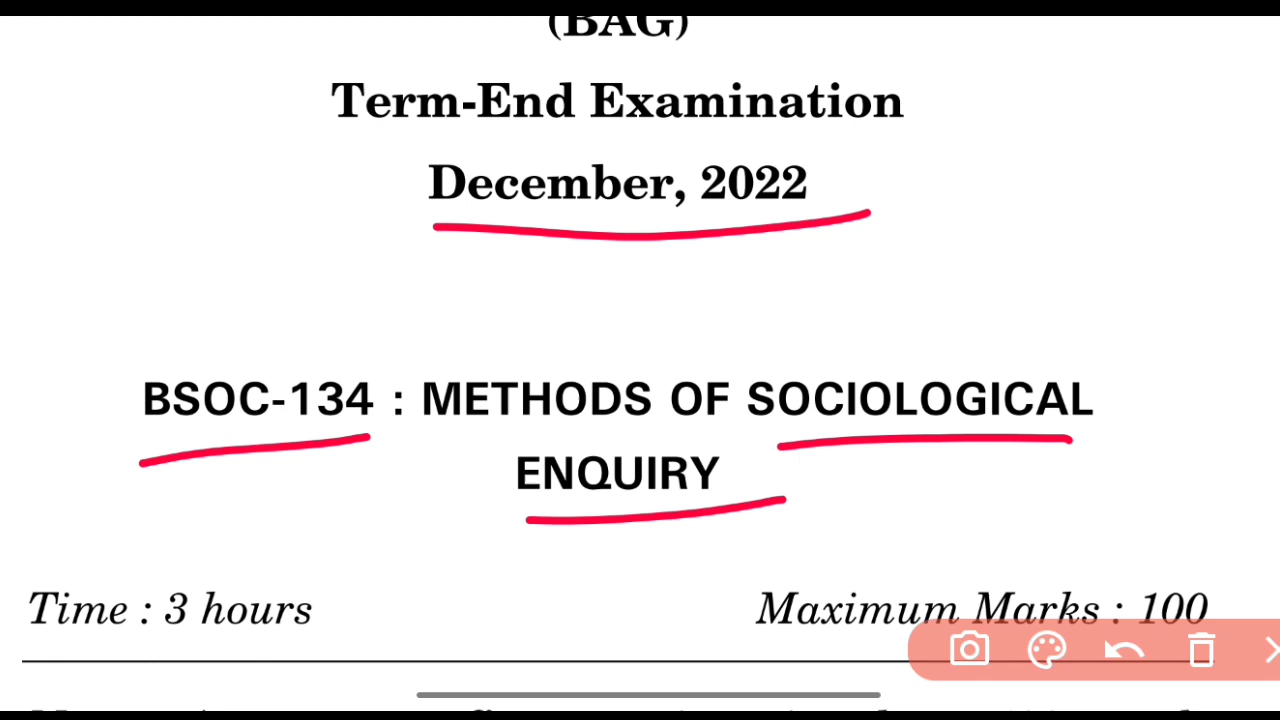 (BAG)
Term-End Examination
December, 2022
BSOC-134 : METHODS OF SOCIOLOGICAL
ENQUIRY
Time : 3 hours
Maximum Marks : 100